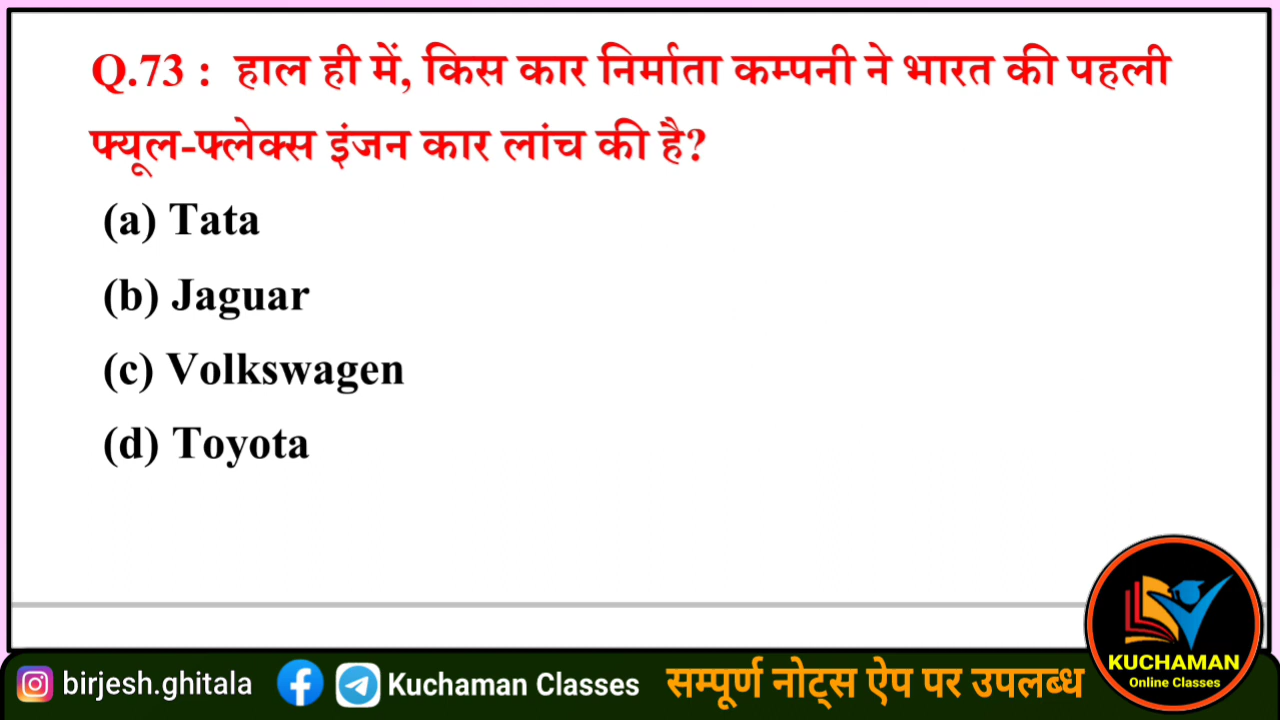 Q.73 : हाल ही में, किस कार निर्माता कम्पनी ने भारत की पहली
फ्यूल-फ्लेक्स इंजन कार लांच की है?
(a) Tata
(b) Jaguar
(c) Volkswagen
(d) Toyota
KUCHAMAN
Online Classes
birjesh.ghitala
Kuchaman Classes
सम्पूर्ण नोट्स ऐप पर उपलब्ध